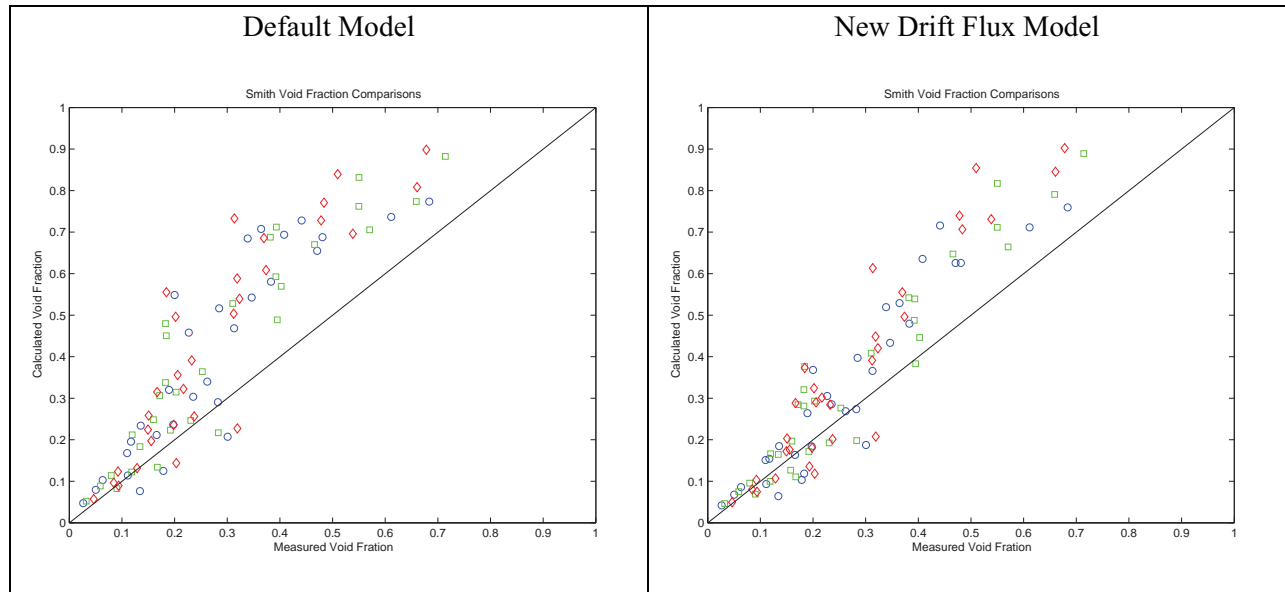 Default Model
New Drift Flux Model
Smith Void Fraction Comparisons
1
0.9
0.8
0.7
0.6
0.5
0.4
0.3
0.2
0.1
0
Calculated Void Fraction
0 0.1 0.2 0.3 0.4 0.5 0.6 0.7 0.8 0.9 1
Measured Void Fration
Smith Void Fraction Comparisons
1
0.9
0.8
0.7
0.6
0.5
0.4
0.3
0.2
0.1
0
Calculated Void Fraction
0 0.1 0.2 0.3 0.4 0.5 0.6 0.7 0.8 0.9 1
Measured Void Fration